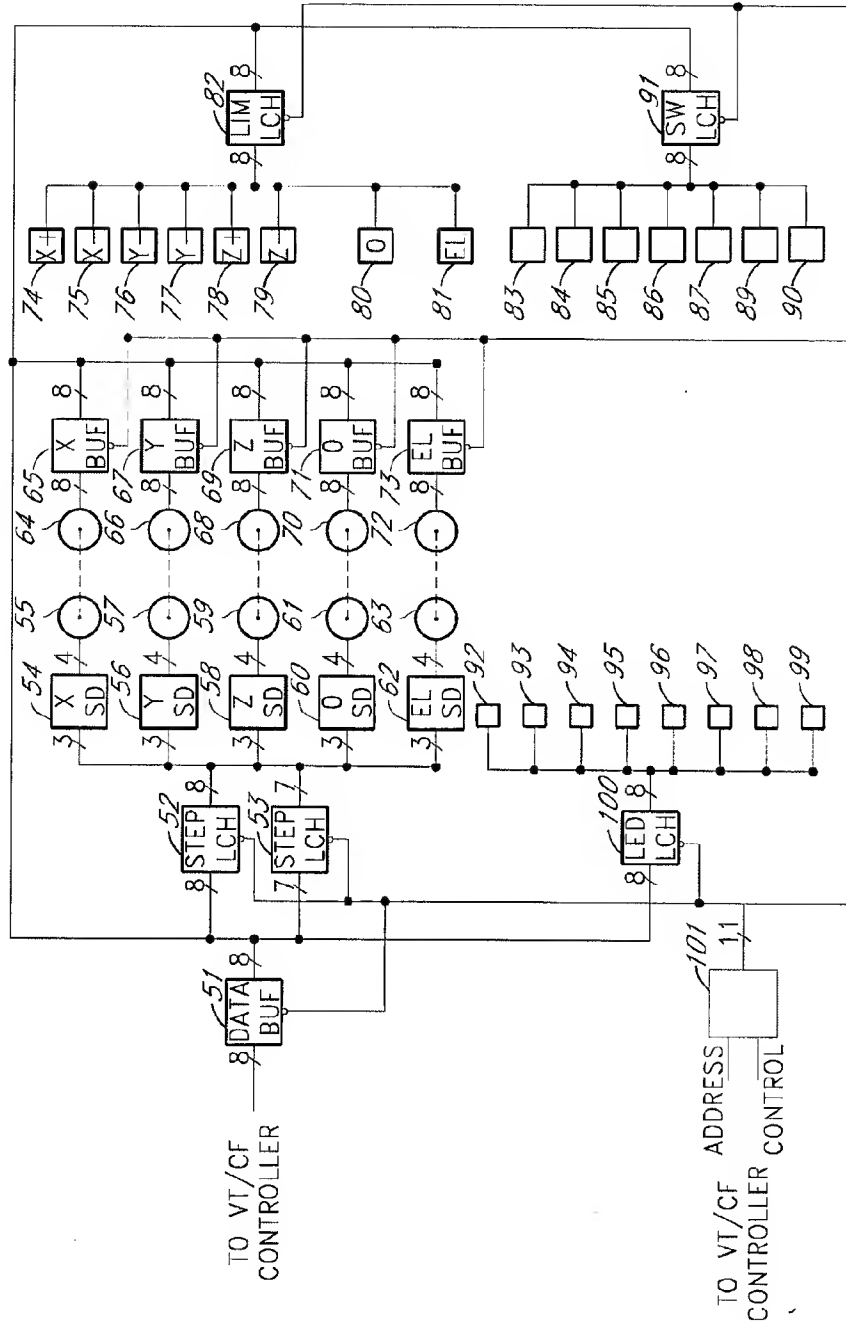 TO VT/CF
CONTROLLER
8
51
DATA
BUF
8
8
52
STEP
LCH
8
7
53
STEP
LCH
7
3
54
X
SD
4
55
64
8
65
X
BUF
8
3
56
Y
SD
4
57
66
8
67
Y
BUF
8
3
58
Z
SD
4
59
68
8
69
Z
BUF
8
3
60
O
SD
4
61
70
8
71
O
BUF
8
3
62
EL
SD
4
63
72
8
73
EL
BUF
8
74
X+
75
X-
76
Y-
77
Y-
78
Z+
79
Z-
80
O
81
EL
8
82
LIM
LCH
8
83
84
85
86
87
89
90
8
91
SW
LCH
8
8
100
LED
LCH
8
92
93
94
95
96
97
98
99
TO VT/CF
CONTROLLER
ADDRESS
CONTROL
101
11